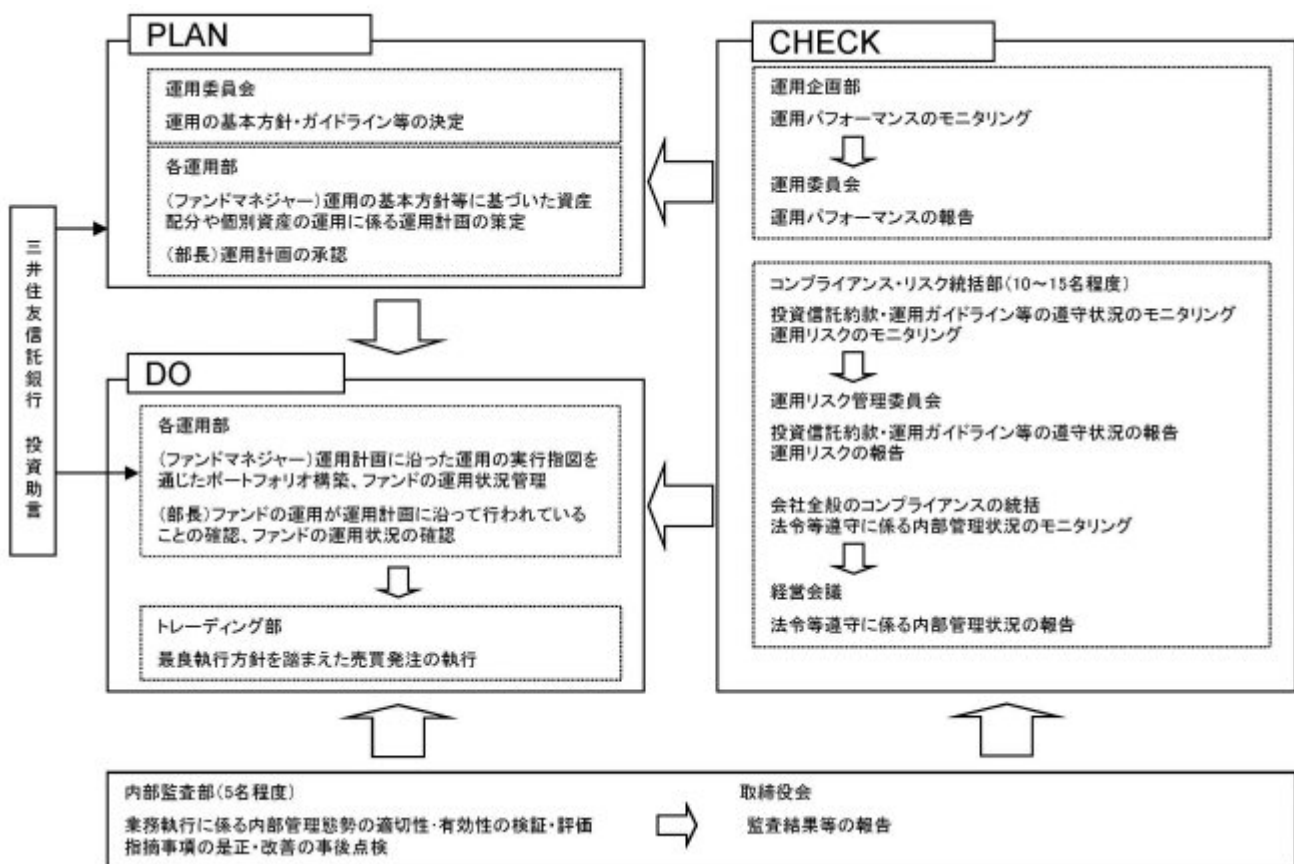 PLAN
運用委員会
運用の基本方針・ガイドライン等の決定
各運用部
(ファンドマネジャー)運用の基本方針等に基づいた資産
配分や個別資産の運用に係る運用計画の策定
(部長)運用計画の承認
三井住友信託銀行 投資助言
DO
各運用部
(ファンドマネジャー)運用計画に沿った運用の実行指図を
通じたポートフォリオ構築、ファンドの運用状況管理
(部長)ファンドの運用が運用計画に沿って行われている
ことの確認、ファンドの運用状況の確認
トレーディング部
最良執行方針を踏まえた売買発注の執行
CHECK
運用企画部
運用パフォーマンスのモニタリング
運用委員会
運用パフォーマンスの報告
コンプライアンス・リスク統括部(10~15名程度)
投資信託約款・運用ガイドライン等の遵守状況のモニタリング
運用リスクのモニタリング
運用リスク管理委員会
投資信託約款・運用ガイドライン等の遵守状況の報告
運用リスクの報告
会社全般のコンプライアンスの統括
法令等遵守に係る内部管理状況のモニタリング
経営会議
法令等遵守に係る内部管理状況の報告
内部監査部(5名程度)
業務執行に係る内部管理態勢の適切性・有効性の検証・評価
指摘事項の是正・改善の事後点検
取締役会
監査結果等の報告